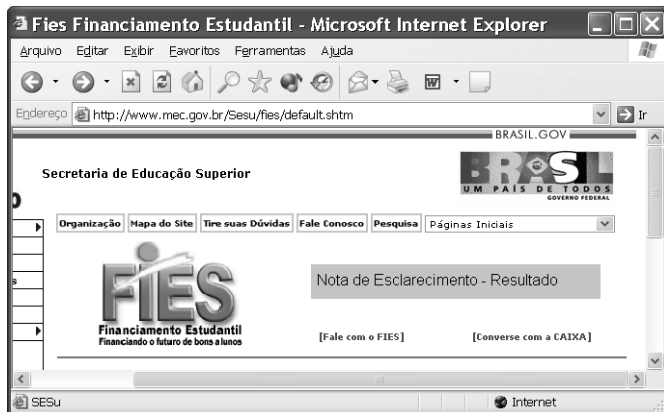 Fies Financiamento Estudantil - Microsoft Internet Explorer
Arquivo Editar Exibir Favoritos Ferramentas Ajuda
Endereço http://www.mec.gov.br/Sesu/fies/default.shtm Ir
BRASIL.GOV
Secretaria de Educação Superior
BRASIL
UM PAÍS DE TODOS
GOVERNO FEDERAL
Organização Mapa do Site Tire suas Dúvidas Fale Conosco Pesquisa Páginas Iniciais
FIES
Nota de Esclarecimento - Resultado
Financiamento Estudantil
Financiando o futuro de bons alunos
[Fale com o FIES] [Converse com a CAIXA]
SESu Internet